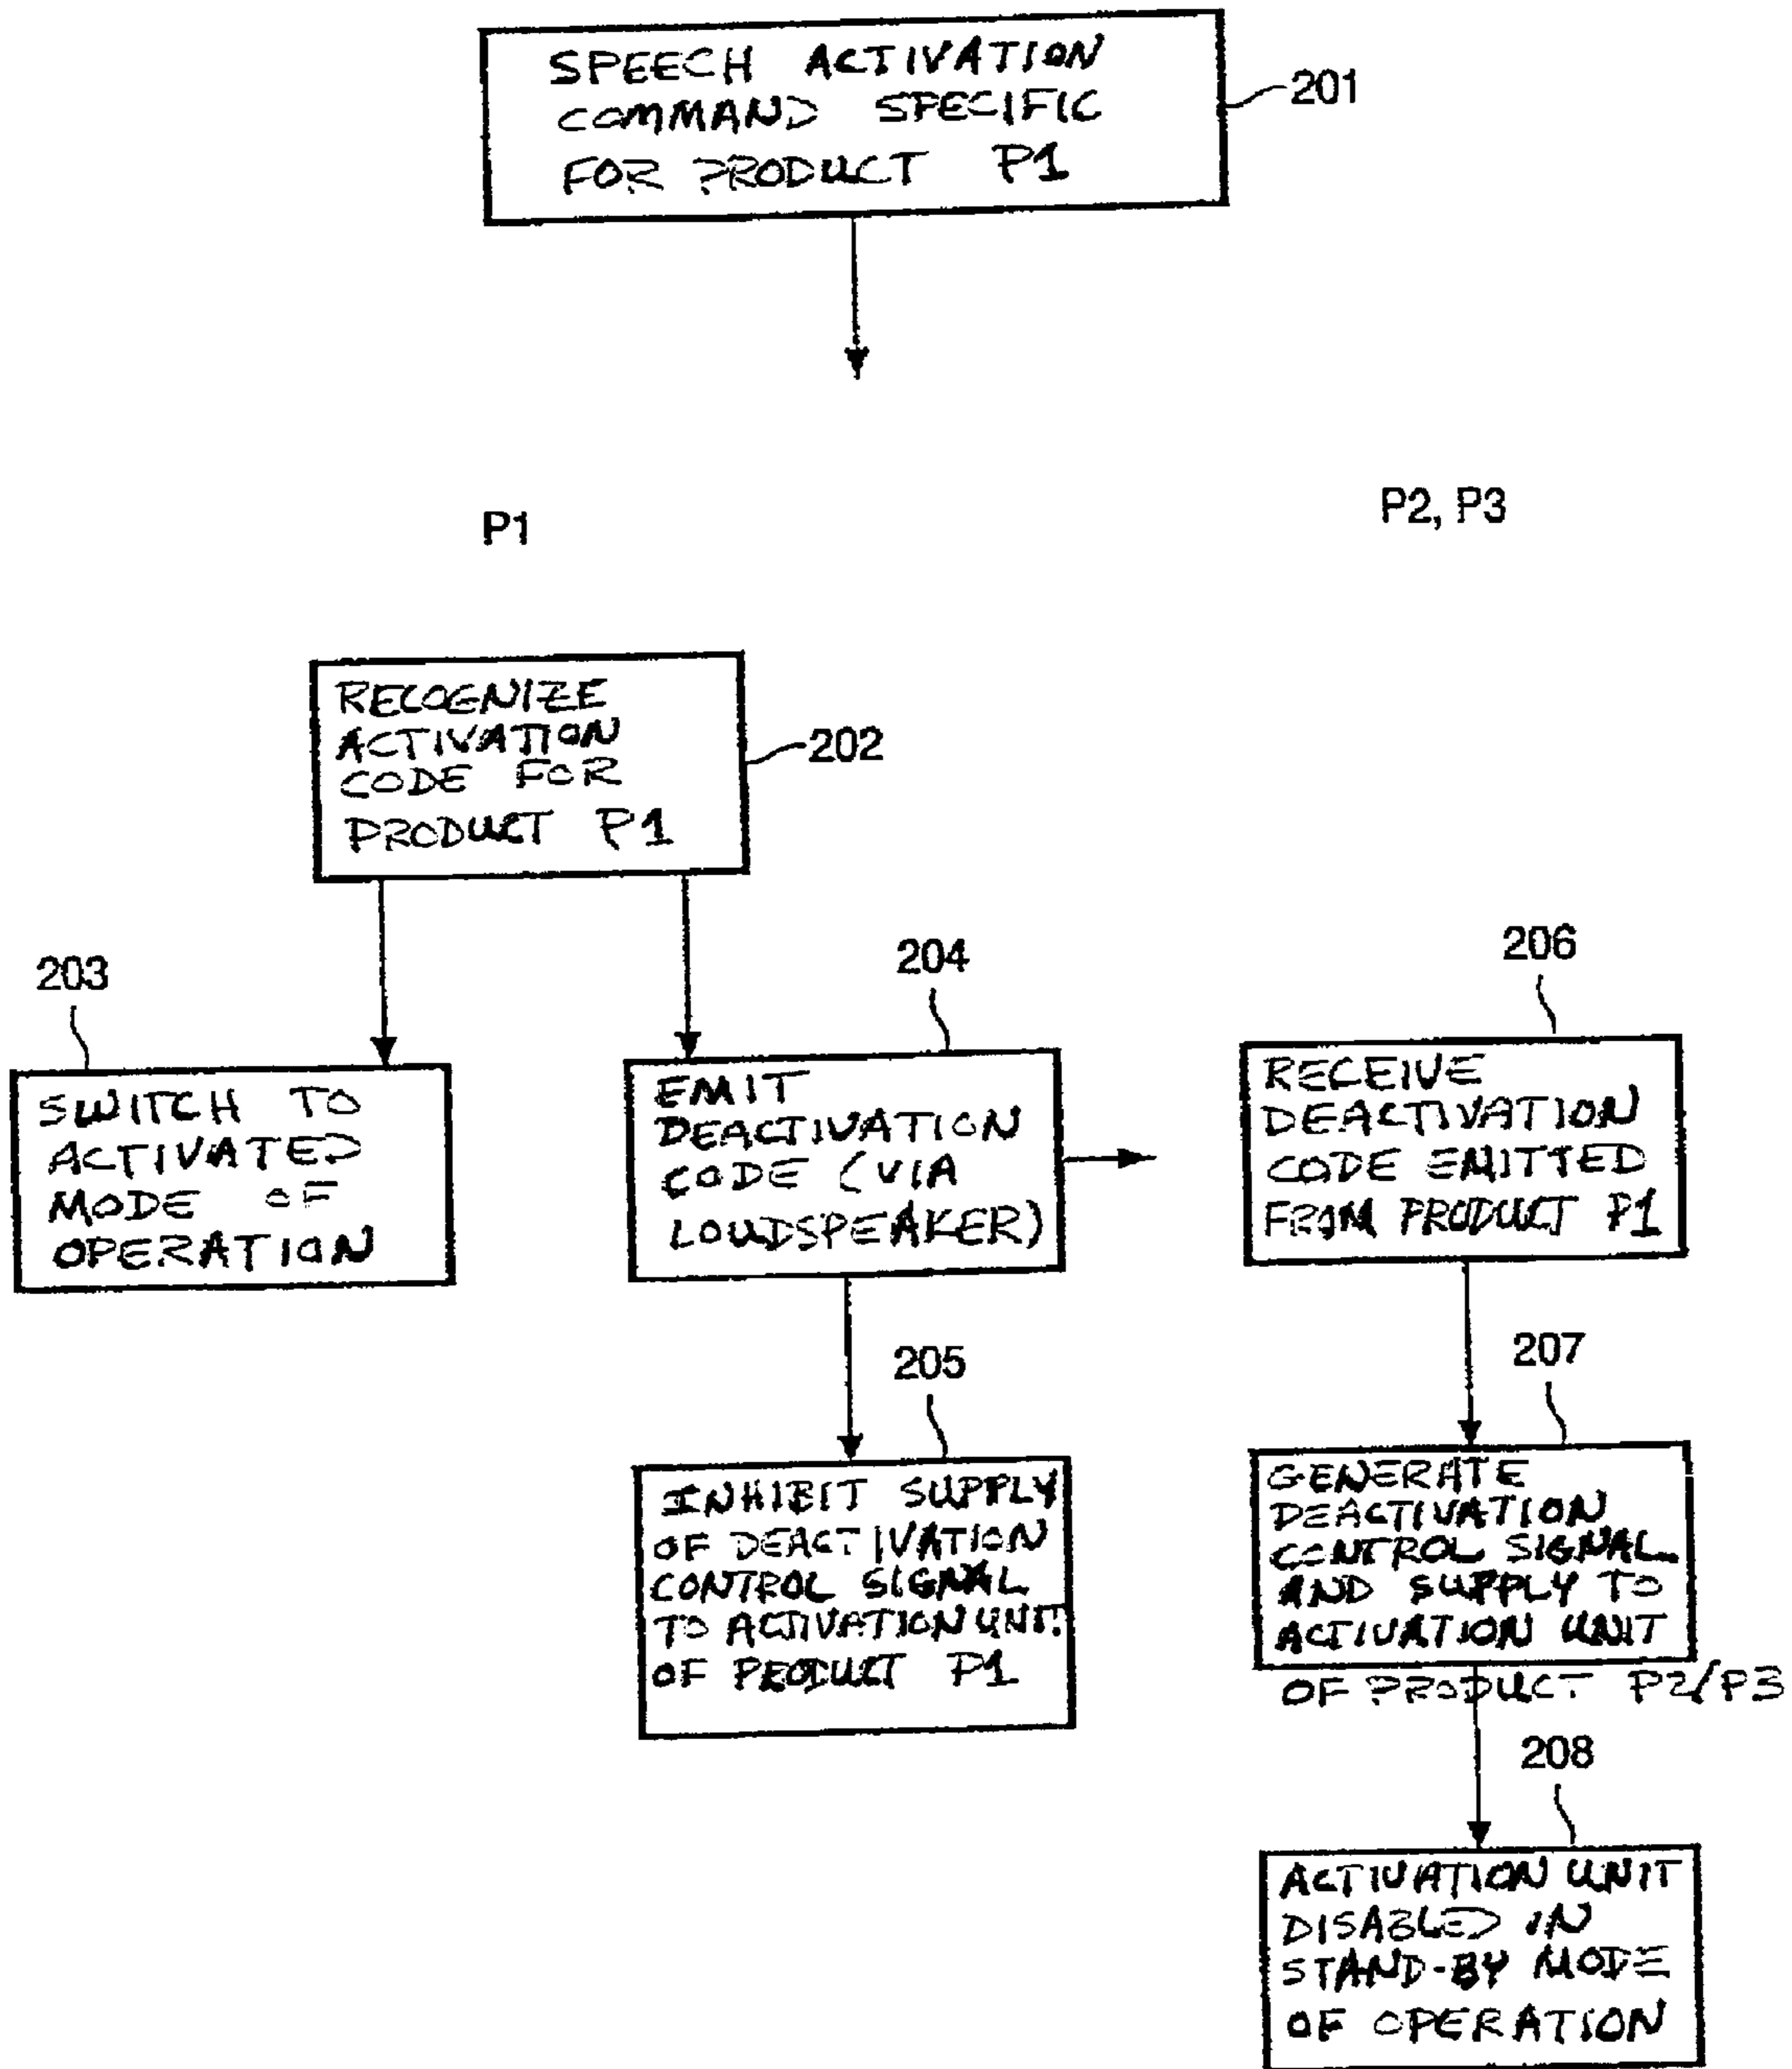 SPEECH ACTIVATION
COMMAND SPECIFIC
FOR PRODUCT P1
201
P1
P2, P3
RECOGNIZE
ACTIVATION
CODE FOR
PRODUCT P1
202
203
SWITCH TO
ACTIVATED
MODE OF
OPERATION
204
EMIT
DEACTIVATION
CODE (VIA
LOUDSPEAKER)
205
INHIBIT SUPPLY
OF DEACTIVATION
CONTROL SIGNAL
TO ACTIVATION UNIT
OF PRODUCT P1
206
RECEIVE
DEACTIVATION
CODE EMITTED
FROM PRODUCT P1
207
GENERATE
DEACTIVATION
CONTROL SIGNAL
AND SUPPLY TO
ACTIVATION UNIT
OF PRODUCT P2/P3
208
ACTIVATION UNIT
DISABLED IN
STAND-BY MODE
OF OPERATION